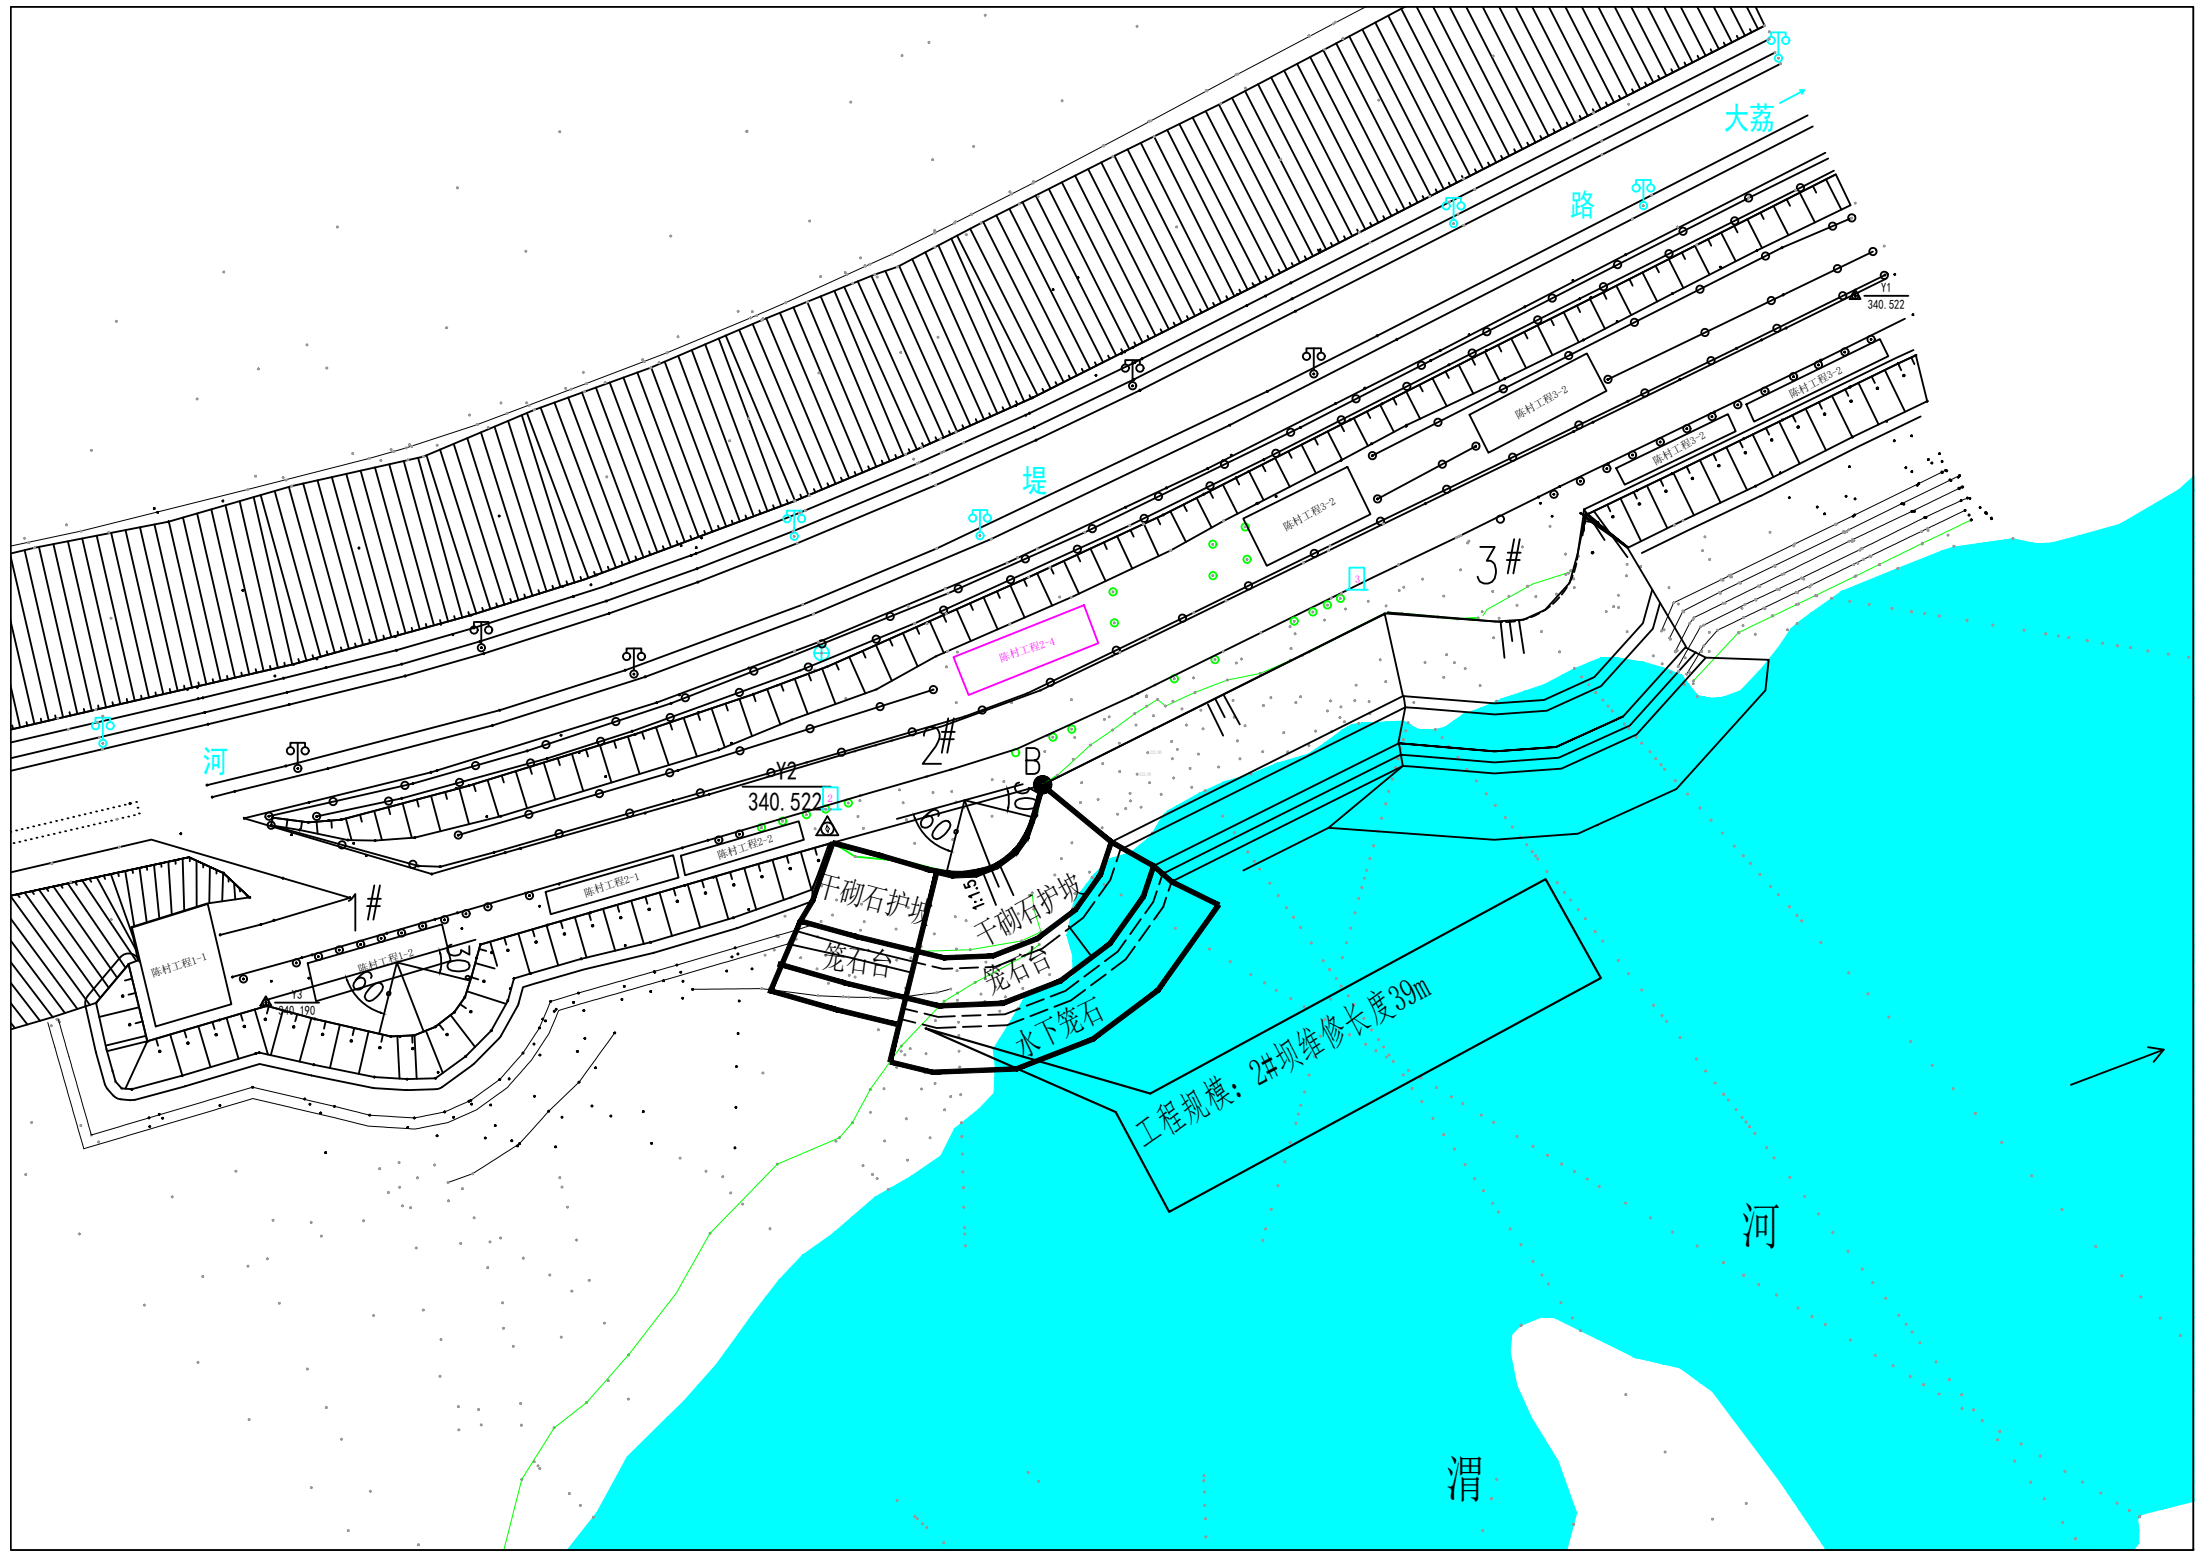 大荔
路
Y1
340.522
陈村工程3-2
陈村工程3-2
陈村工程3-2
陈村工程3-2
堤
3#
3
陈村工程2-4
河
2#
B
Y2
340.522
2
60°
30
陈村工程2-2
陈村工程2-1
1#
陈村工程1-1
陈村工程1-2
60°
30
Y3
340.190
1:1.5
干砌石护坡
干砌石护坡
笼石台
笼石台
水下笼石
工程规模：2#坝维修长度39m
河
渭